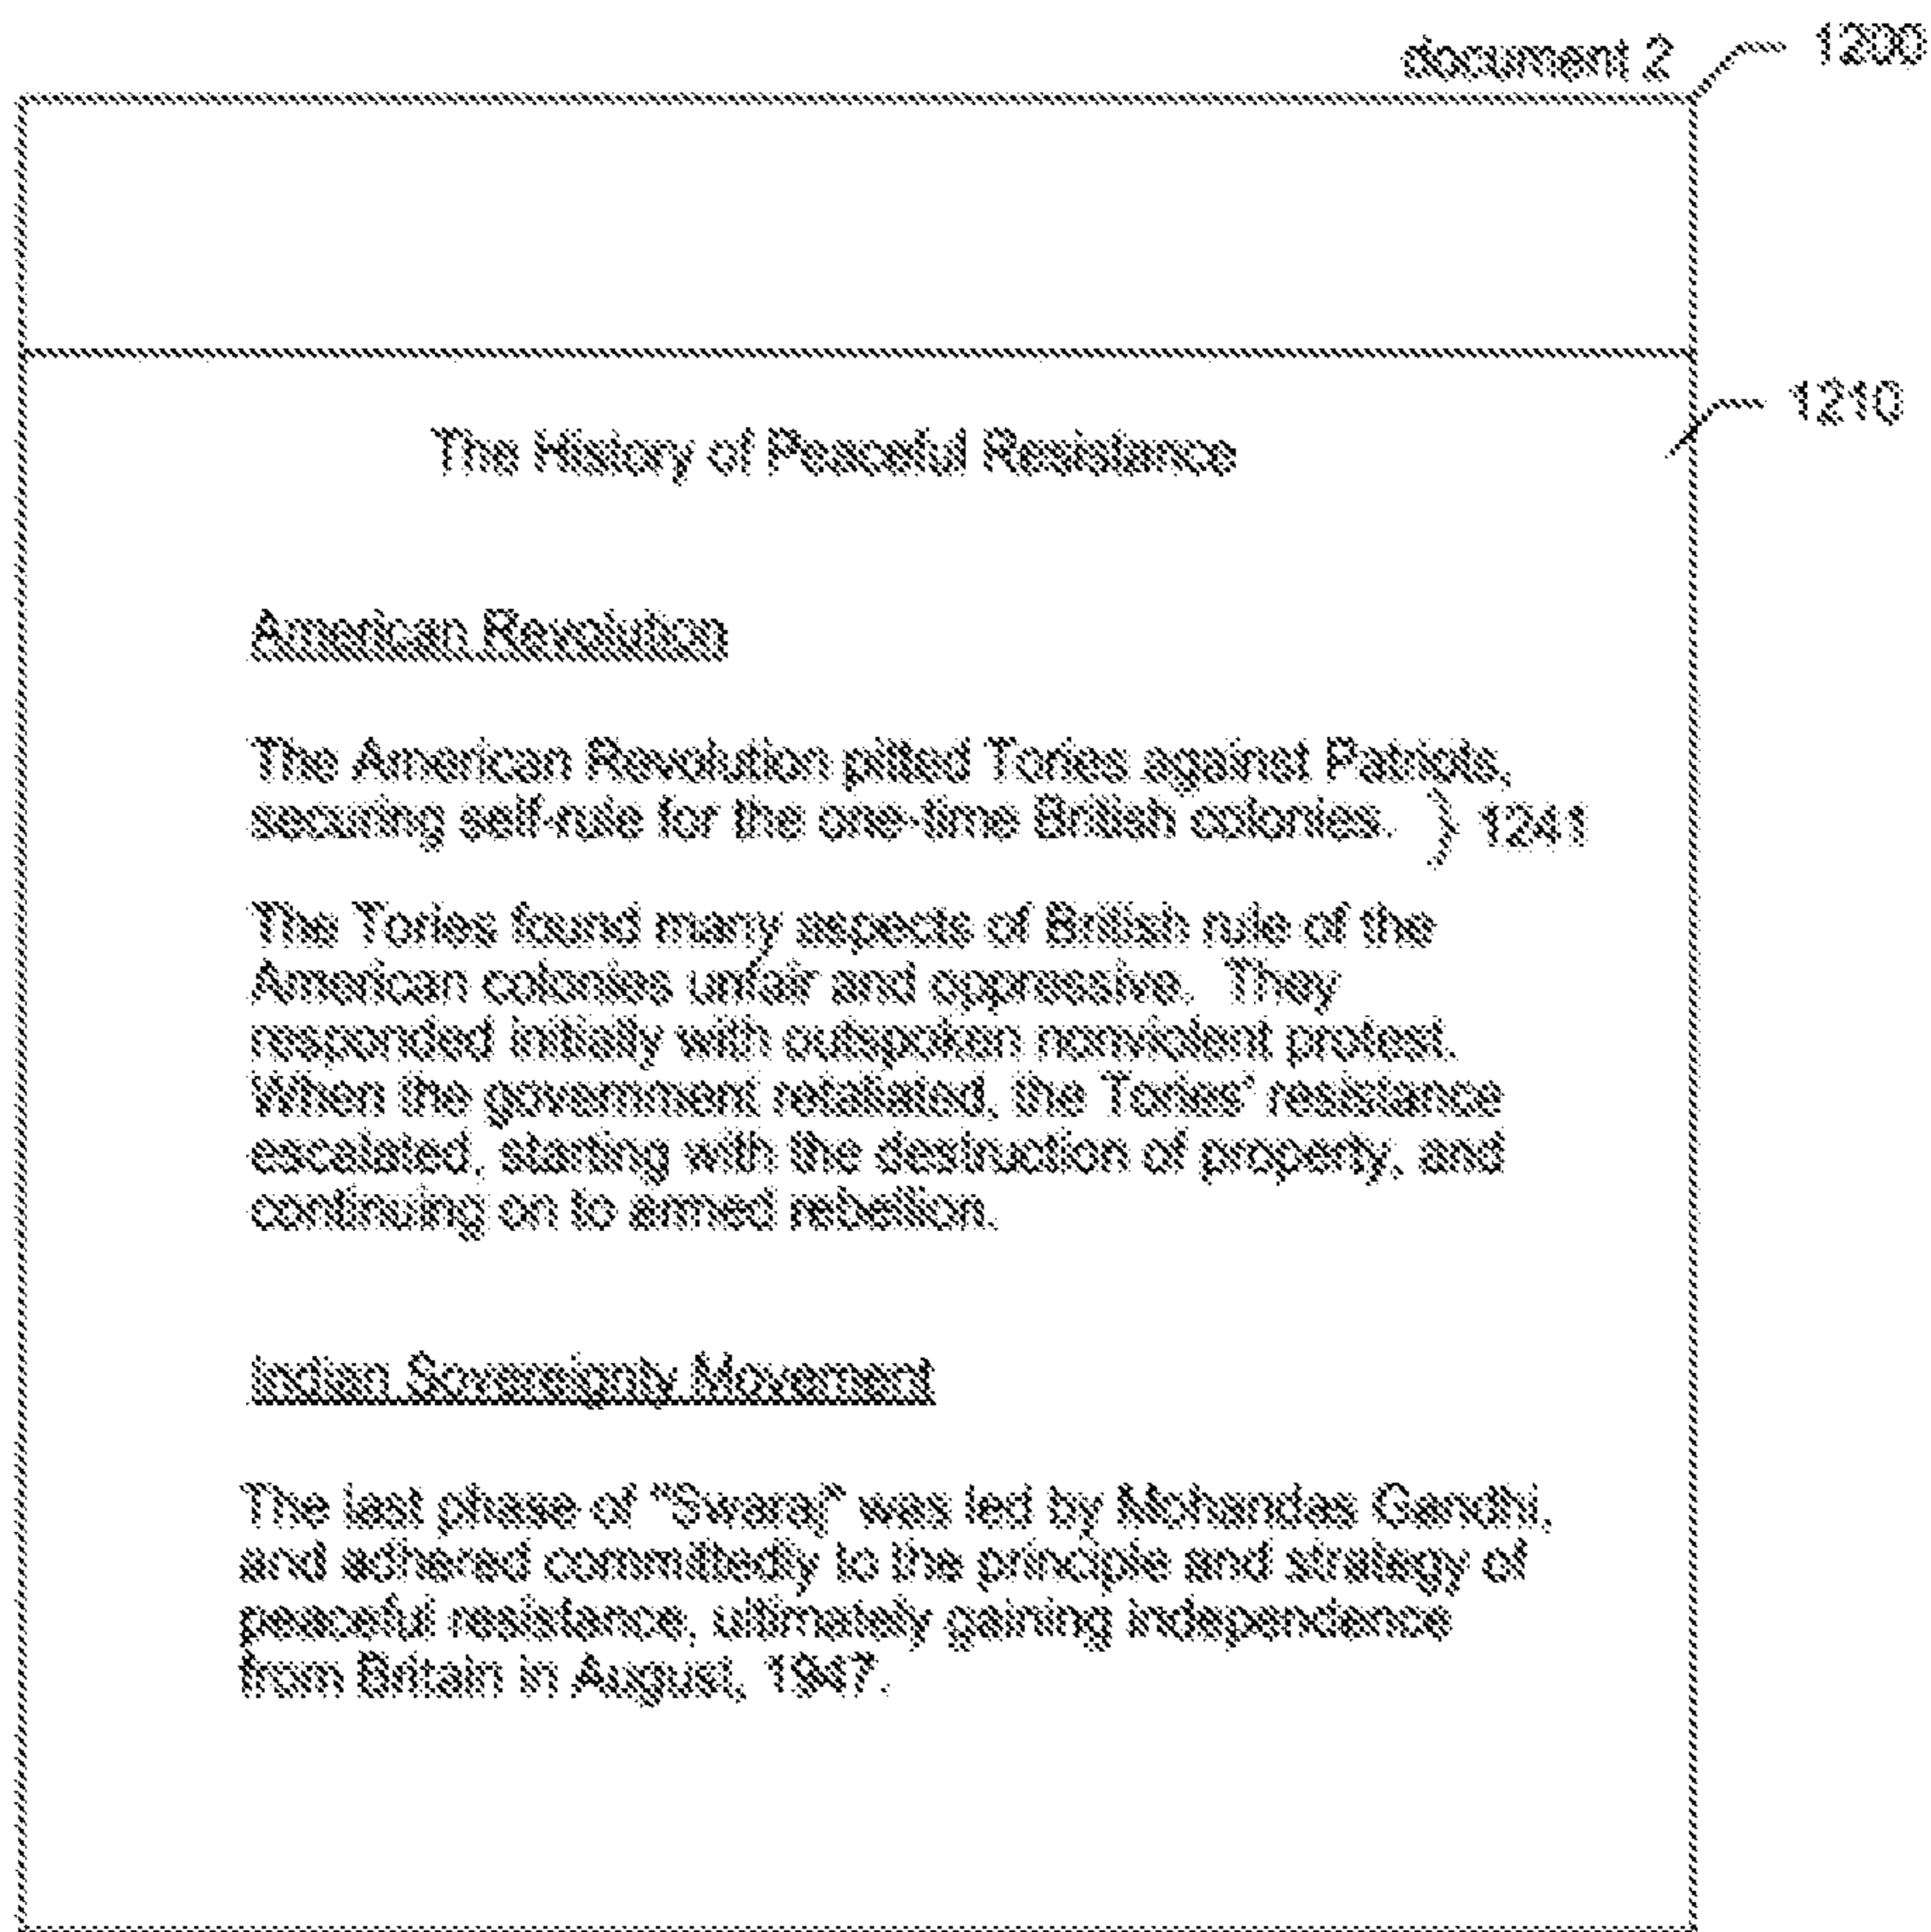 document 2 1200
1210
The History of Peaceful Resistance
American Revolution
The American Revolution pitted Tories against Patriots,
securing self-rule for the one-time British colonies. } 1241
The Tories found many aspects of British rule of the
American colonies unfair and oppressive. They
responded initially with outspoken nonviolent protest.
When the government retaliated, the Tories' resistance
escalated, starting with the destruction of property, and
continuing on to armed rebellion.
Indian Sovereignty Movement
The last phase of "Swaraj" was led by Mohandas Gandhi,
and adhered committedly to the principle and strategy of
peaceful resistance, ultimately gaining independence
from Britain in August, 1947.